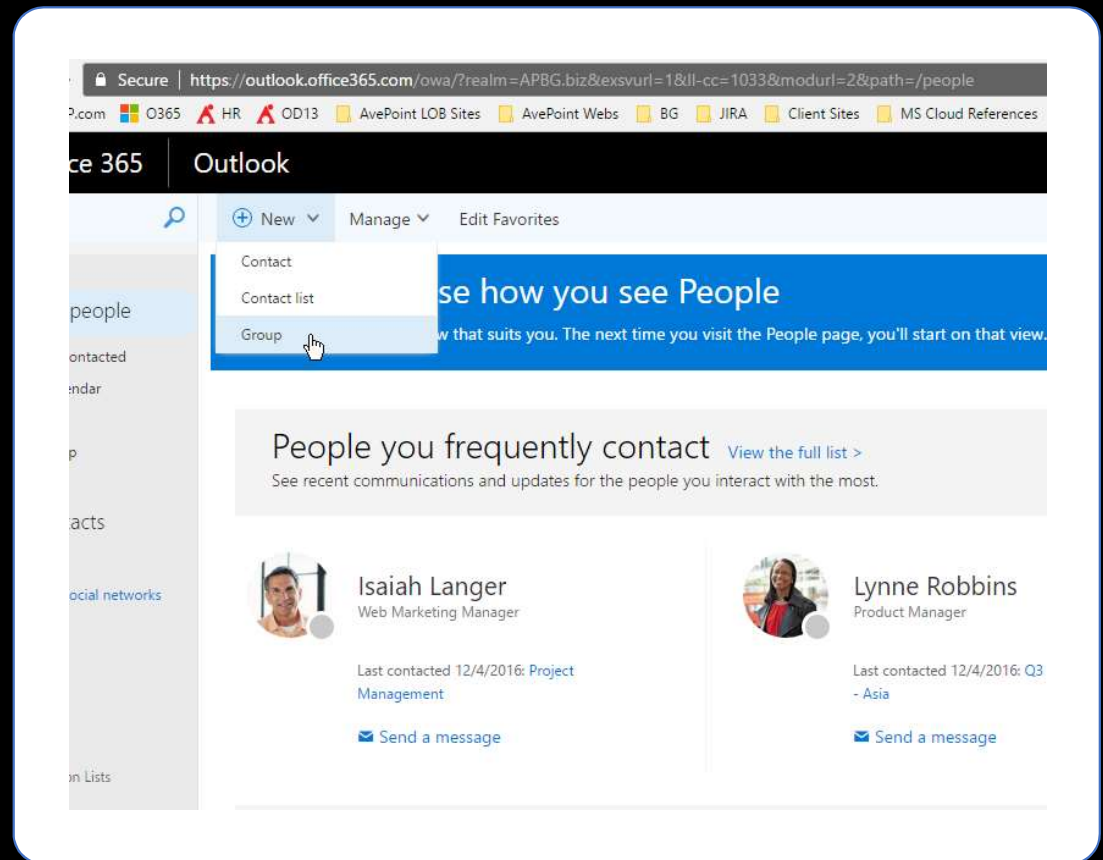 Secure | https://outlook.office365.com/owa/?realm=APBG.biz&exsvurl=1&ll-cc=1033&modurl=2&path=/people
P.com O365 HR OD13 AvePoint LOB Sites AvePoint Webs BG JIRA Client Sites MS Cloud References
ce 365 Outlook
New Manage Edit Favorites
Contact
Contact list
Group
se how you see People
w that suits you. The next time you visit the People page, you'll start on that view.
people
ontacted
endar
p
acts
ocial networks
on Lists
People you frequently contact View the full list >
See recent communications and updates for the people you interact with the most.
Isaiah Langer
Web Marketing Manager
Last contacted 12/4/2016: Project
Management
Send a message
Lynne Robbins
Product Manager
Last contacted 12/4/2016: Q3
- Asia
Send a message